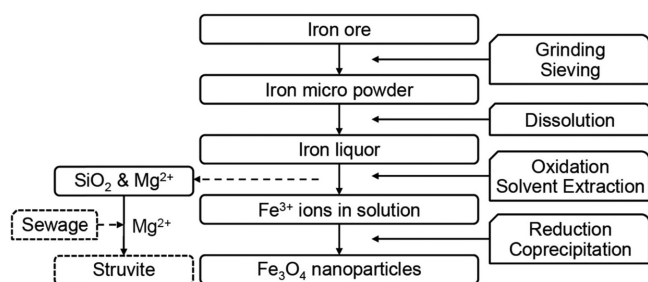 Iron ore
Grinding
Sieving
Iron micro powder
Dissolution
Iron liquor
SiO₂ & Mg²⁺
Oxidation
Solvent Extraction
Fe³⁺ ions in solution
Sewage
Mg²⁺
Reduction
Coprecipitation
Struvite
Fe₃O₄ nanoparticles